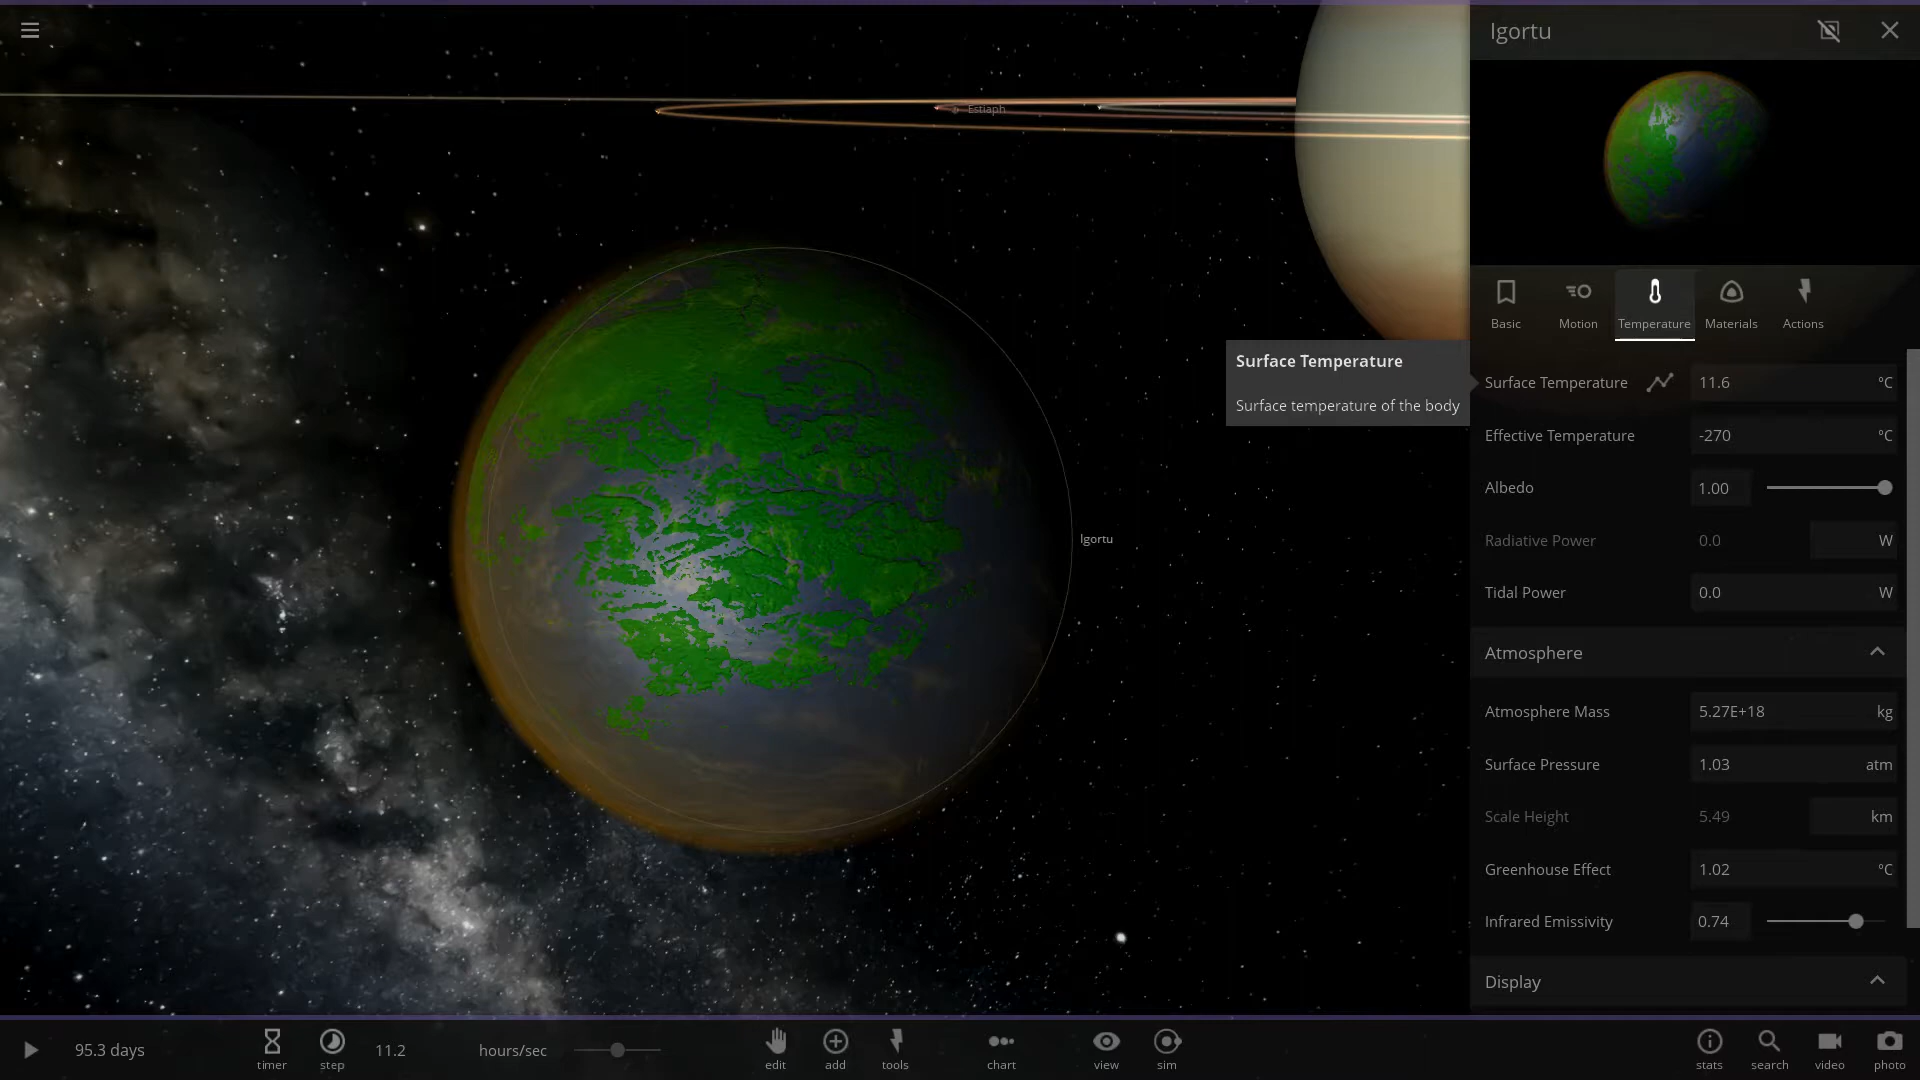 Igortu
Estiaph
Basic
Motion
Temperature
Materials
Actions
Surface Temperature
Surface temperature of the body
Surface Temperature 11.6 °C
Effective Temperature -270 °C
Albedo 1.00
Igortu
Radiative Power 0.0 W
Tidal Power 0.0 W
Atmosphere
Atmosphere Mass 5.27E+18 kg
Surface Pressure 1.03 atm
Scale Height 5.49 km
Greenhouse Effect 1.02 °C
Infrared Emissivity 0.74
Display
95.3 days
timer
step
11.2 hours/sec
edit
add
tools
chart
view
sim
stats
search
video
photo